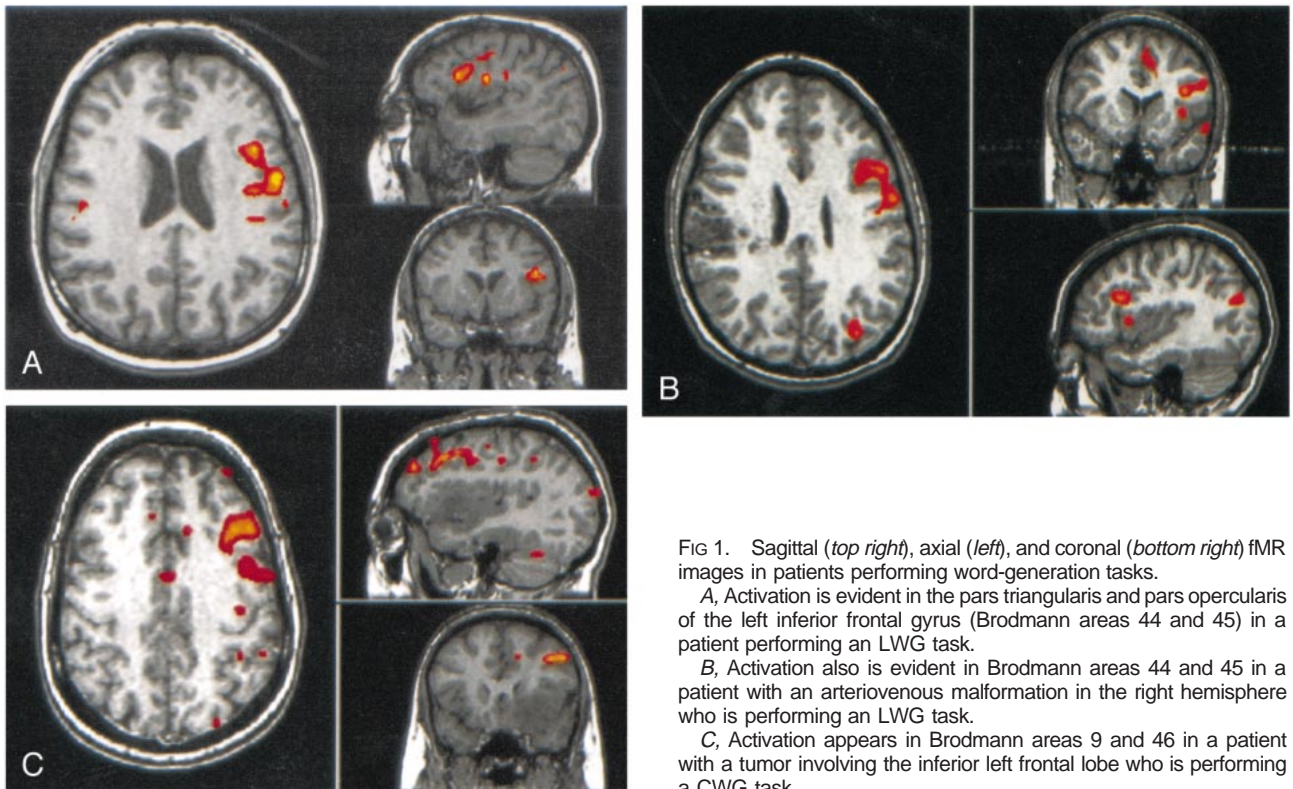 A
B
C
FIG 1. Sagittal (top right), axial (left), and coronal (bottom right) fMR
images in patients performing word-generation tasks.
A, Activation is evident in the pars triangularis and pars opercularis
of the left inferior frontal gyrus (Brodmann areas 44 and 45) in a
patient performing an LWG task.
B, Activation also is evident in Brodmann areas 44 and 45 in a
patient with an arteriovenous malformation in the right hemisphere
who is performing an LWG task.
C, Activation appears in Brodmann areas 9 and 46 in a patient
with a tumor involving the inferior left frontal lobe who is performing
a CWG task.